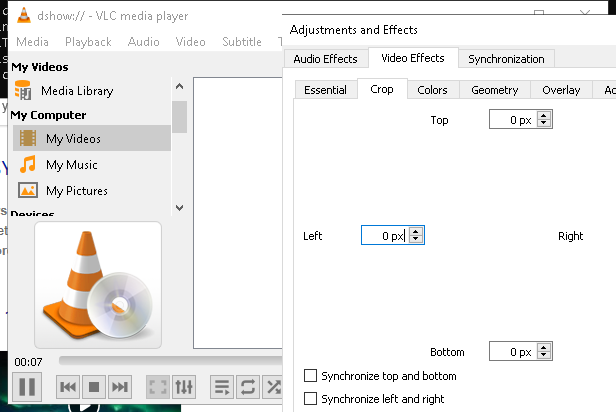 dshow:// - VLC media player
Media Playback Audio Video Subtitle
My Videos
Media Library
My Computer
My Videos
My Music
My Pictures
Devices
00:07
Adjustments and Effects
Audio Effects Video Effects Synchronization
Essential Crop Colors Geometry Overlay
Top 0 px
Left 0 px Right
Bottom 0 px
Synchronize top and bottom
Synchronize left and right